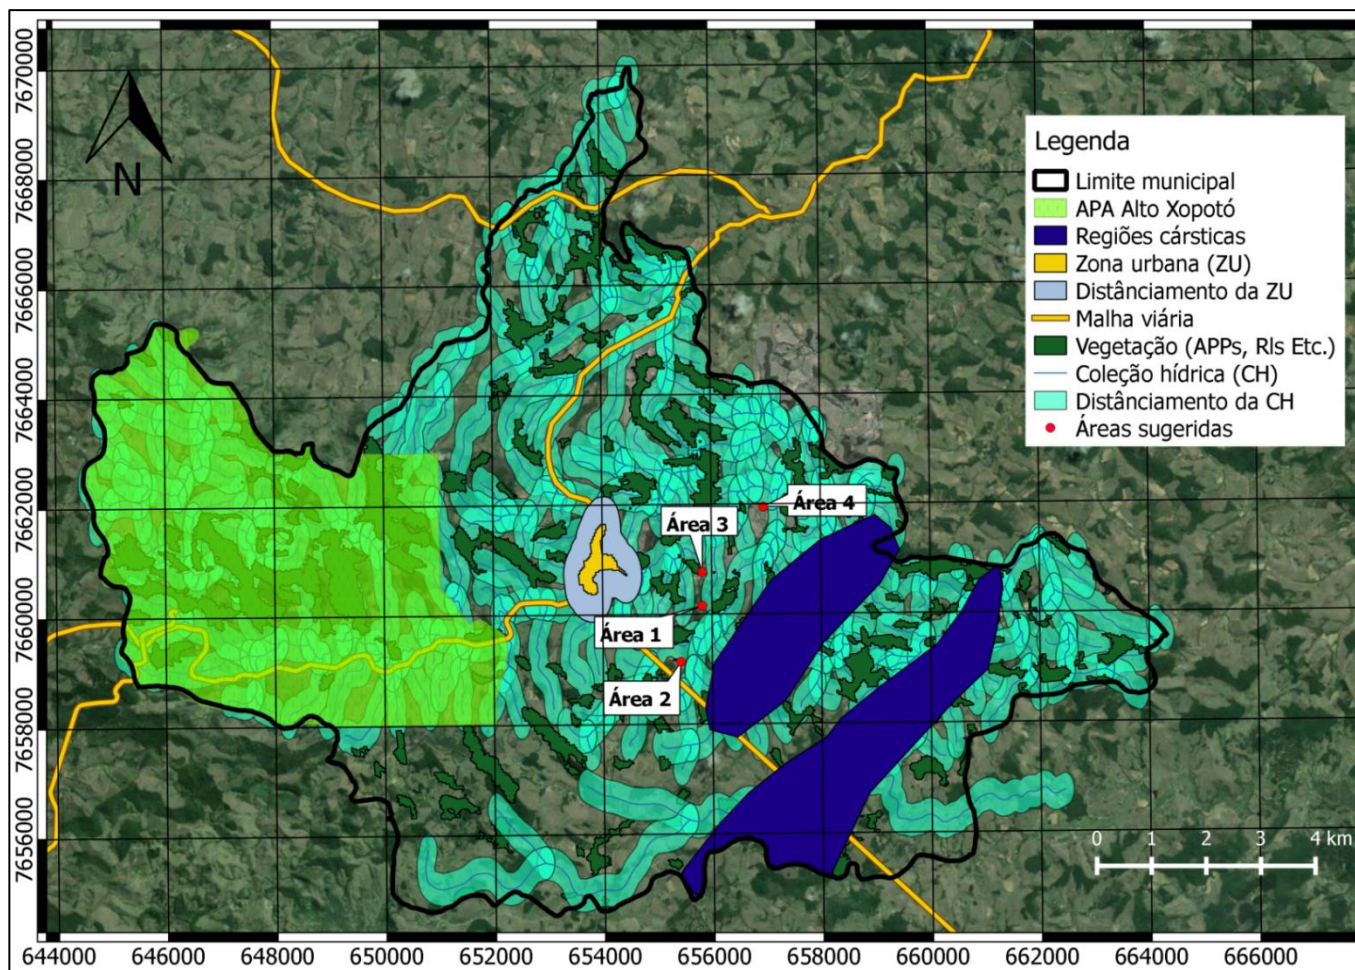 7670000
7668000
7666000
7664000
7662000
7660000
7658000
7656000
N
Legenda
Limite municipal
APA Alto Xopotó
Regiões cársticas
Zona urbana (ZU)
Distânciamento da ZU
Malha viária
Vegetação (APPs, Rls Etc.)
Coleção hídrica (CH)
Distânciamento da CH
Áreas sugeridas
Área 4
Área 3
Área 1
Área 2
0 1 2 3 4 km
644000 646000 648000 650000 652000 654000 656000 658000 660000 662000 664000 666000